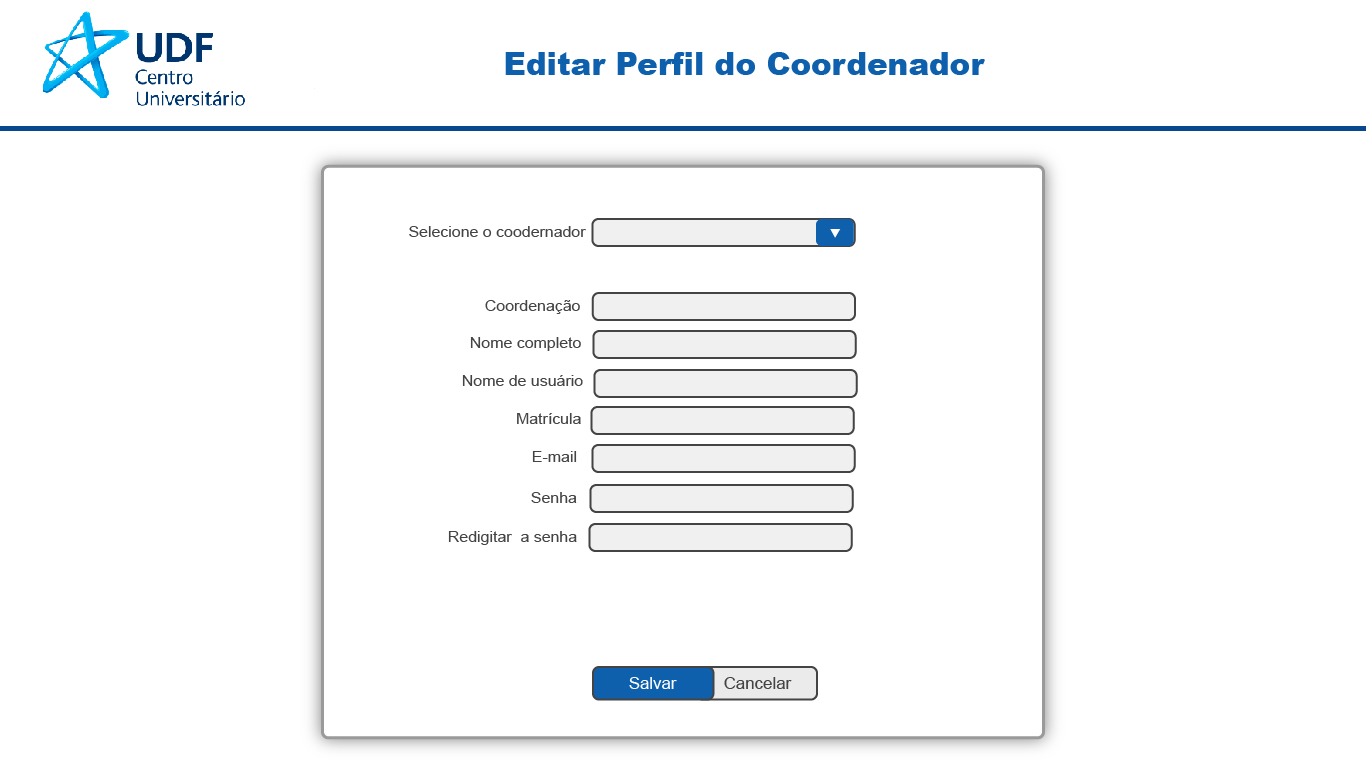 UDF
Centro
Universitário
Editar Perfil do Coordenador
Selecione o coodernador
▼
Coordenação
Nome completo
Nome de usuário
Matrícula
E-mail
Senha
Redigitar  a senha
Salvar
Cancelar